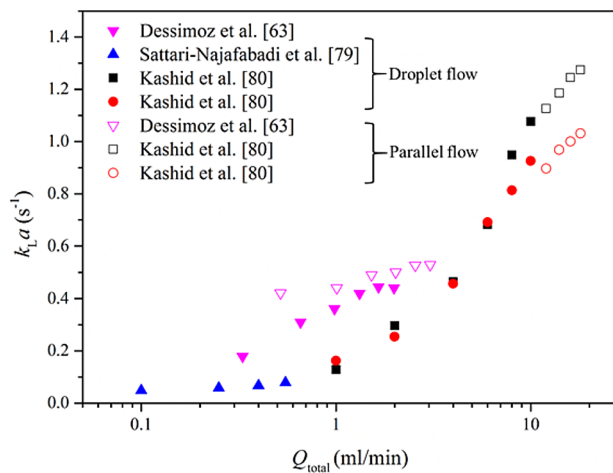 Dessimoz et al. [63]
Sattari-Najafabadi et al. [79]
Kashid et al. [80]
Kashid et al. [80]
Droplet flow
Dessimoz et al. [63]
Kashid et al. [80]
Kashid et al. [80]
Parallel flow
1.4
1.2
1.0
0.8
0.6
0.4
0.2
0.0
kLa (s⁻¹)
0.1
1
10
Qtotal (ml/min)